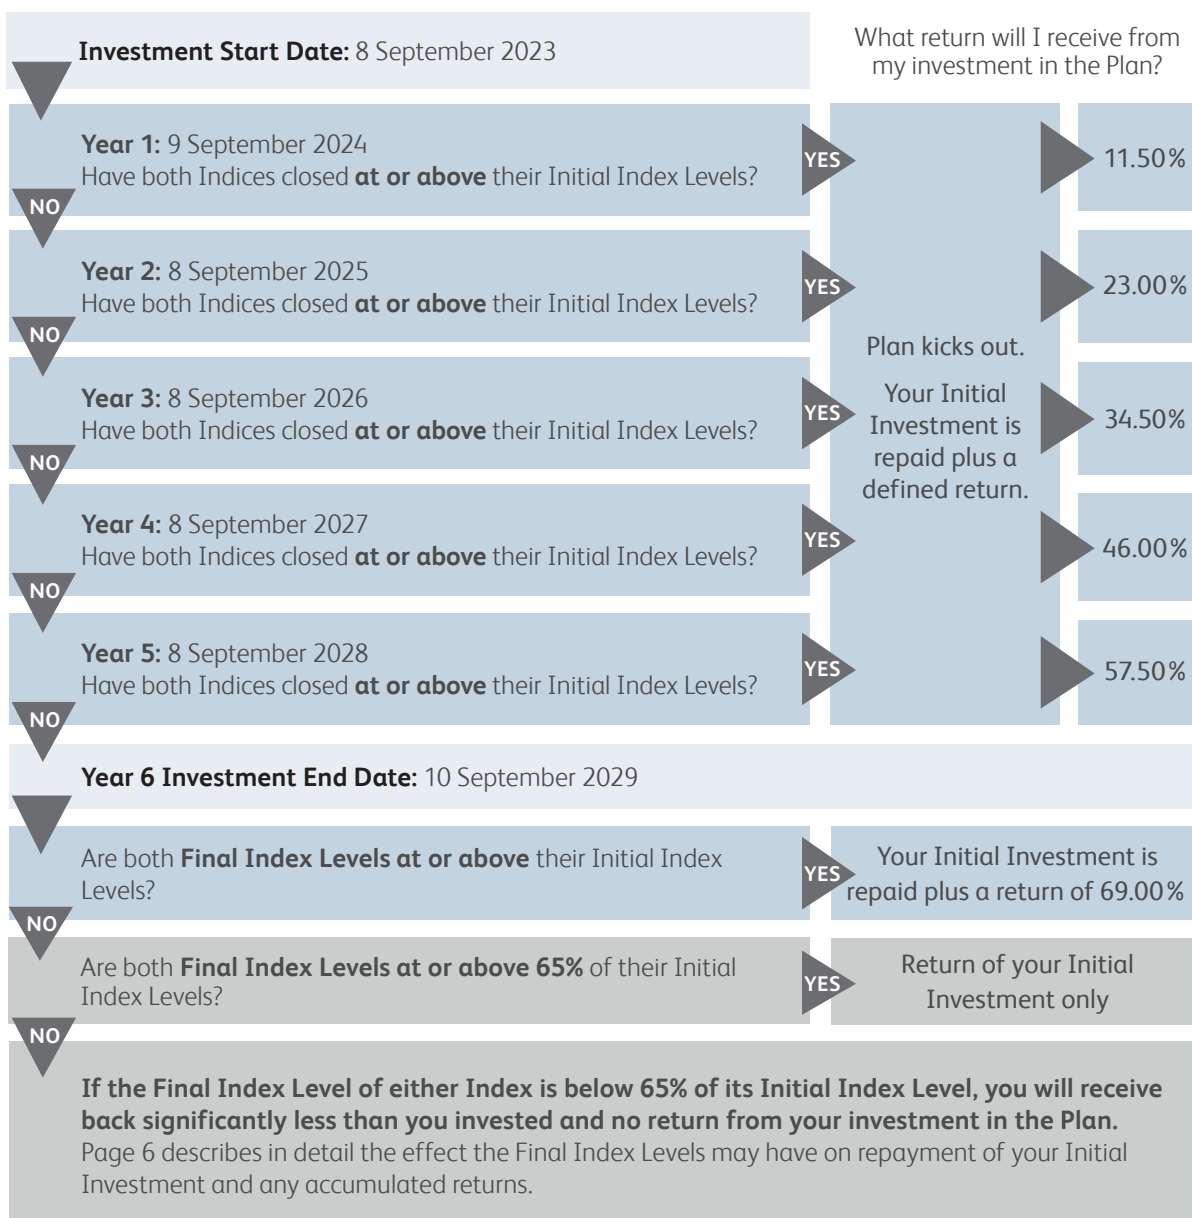 Investment Start Date: 8 September 2023
What return will I receive from
my investment in the Plan?
Year 1: 9 September 2024
Have both Indices closed at or above their Initial Index Levels?
YES
11.50%
NO
Year 2: 8 September 2025
Have both Indices closed at or above their Initial Index Levels?
YES
23.00%
NO
Year 3: 8 September 2026
Have both Indices closed at or above their Initial Index Levels?
YES
Plan kicks out.
Your Initial
Investment is
repaid plus a
defined return.
34.50%
NO
Year 4: 8 September 2027
Have both Indices closed at or above their Initial Index Levels?
YES
46.00%
NO
Year 5: 8 September 2028
Have both Indices closed at or above their Initial Index Levels?
YES
57.50%
NO
Year 6 Investment End Date: 10 September 2029
Are both Final Index Levels at or above their Initial Index
Levels?
YES
Your Initial Investment is
repaid plus a return of 69.00%
NO
Are both Final Index Levels at or above 65% of their Initial
Index Levels?
YES
Return of your Initial
Investment only
NO
If the Final Index Level of either Index is below 65% of its Initial Index Level, you will receive
back significantly less than you invested and no return from your investment in the Plan.
Page 6 describes in detail the effect the Final Index Levels may have on repayment of your Initial
Investment and any accumulated returns.